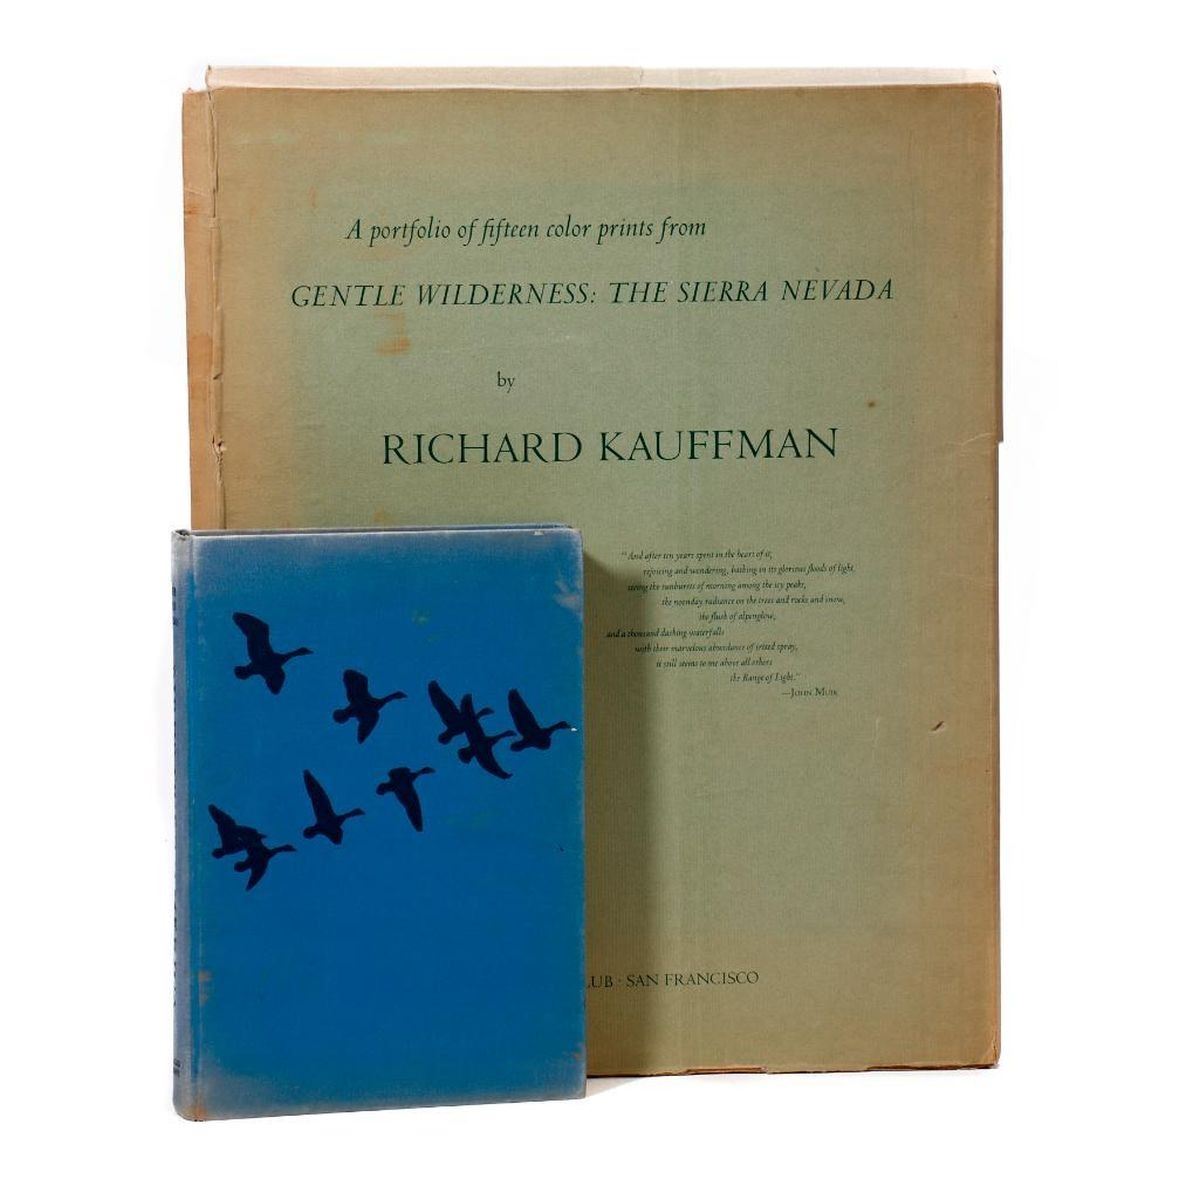 A portfolio of fifteen color prints from
GENTLE WILDERNESS: THE SIERRA NEVADA
by
RICHARD KAUFFMAN
"And after ten years spent in the heart of it,
rejoicing and wondering, bathing in its glorious floods of light,
seeing the sunbursts of morning among the icy peaks,
the noonday radiance on the trees and rocks and snow,
the flush of alpenglow,
and a thousand dashing waterfalls
with their marvelous abundance of irised spray,
it still seems to me above all others
the Range of Light."
—JOHN MUIR
LUB · SAN FRANCISCO